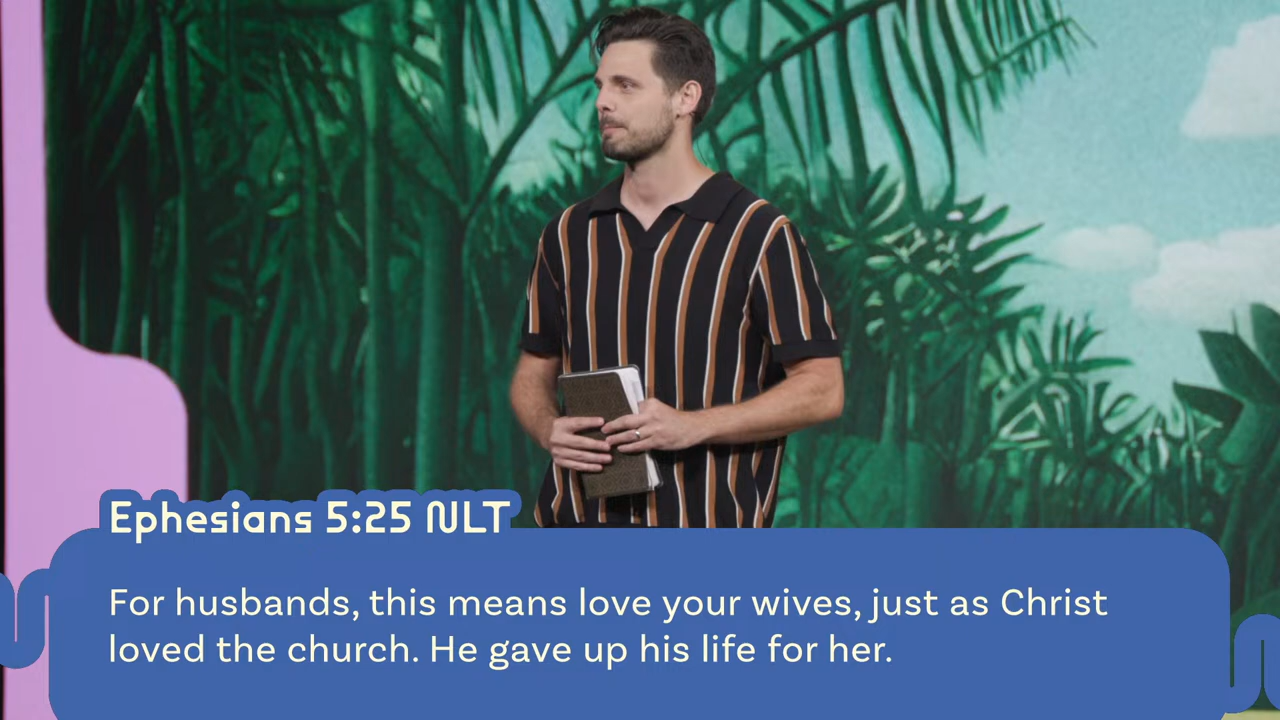 Ephesians 5:25 NLT
For husbands, this means love your wives, just as Christ
loved the church. He gave up his life for her.